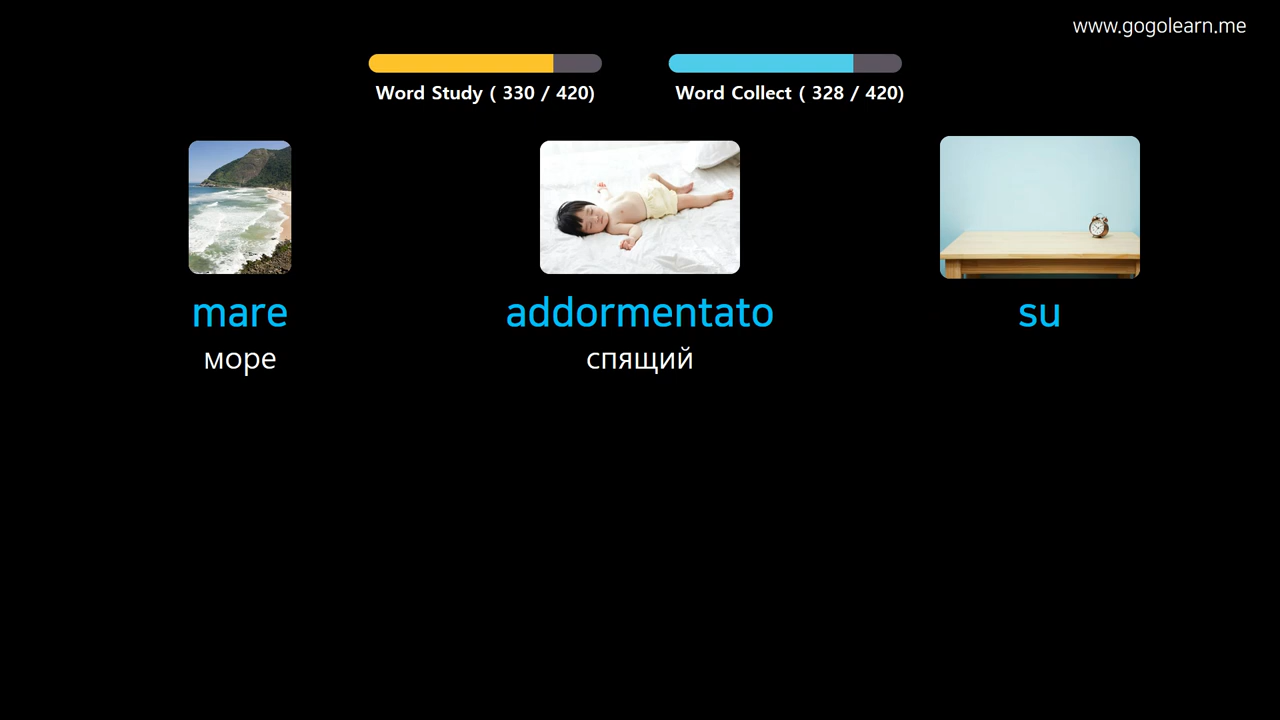 www.gogolearn.me
Word Study ( 330 / 420)
Word Collect ( 328 / 420)
mare
addormentato
su
море
спящий